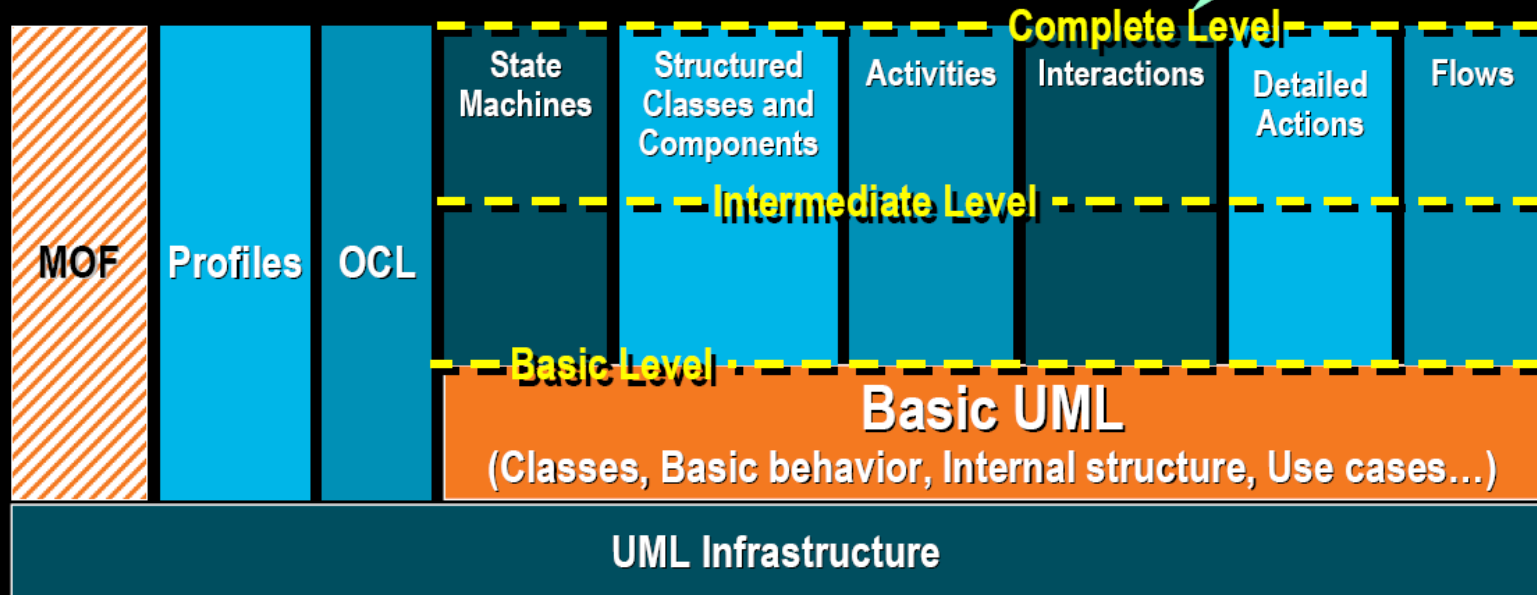 Complete Level
State
Machines
Structured
Classes and
Components
Activities
Interactions
Detailed
Actions
Flows
Intermediate Level
MOF
Profiles
OCL
Basic Level
Basic UML
(Classes, Basic behavior, Internal structure, Use cases...)
UML Infrastructure